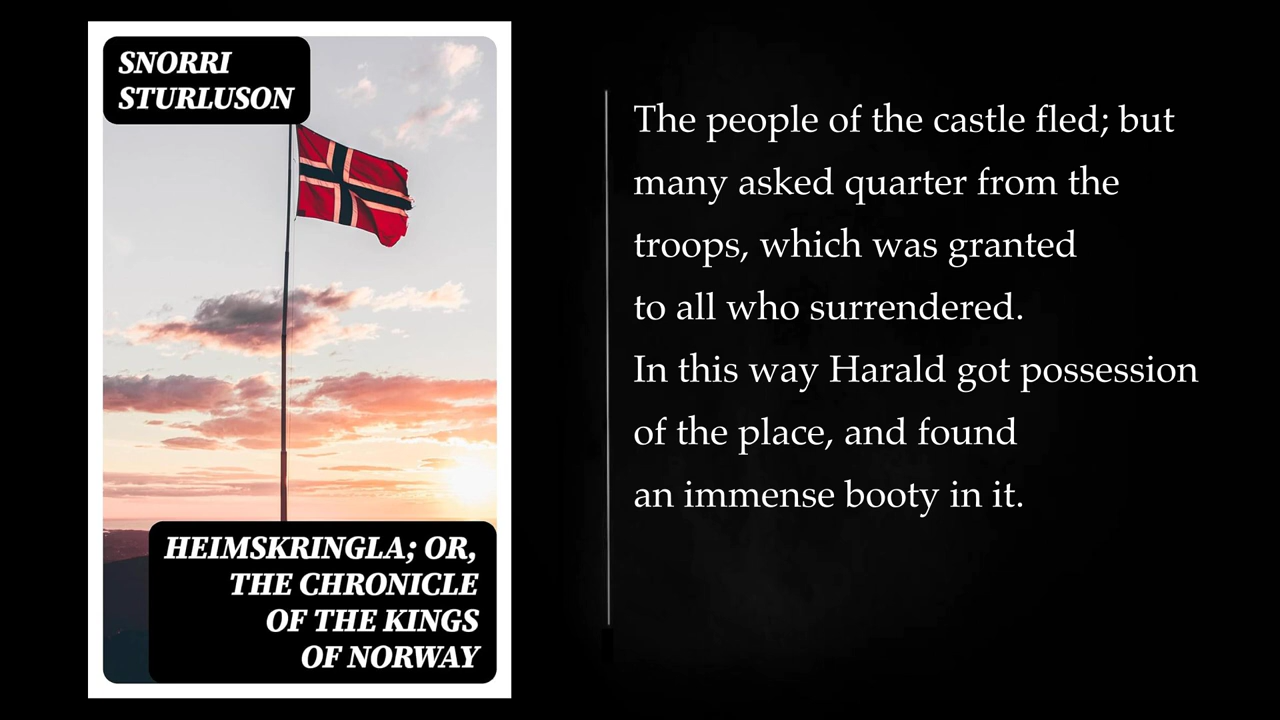 SNORRI
STURLUSON
HEIMSKRINGLA; OR,
THE CHRONICLE
OF THE KINGS
OF NORWAY
The people of the castle fled; but
many asked quarter from the
troops, which was granted
to all who surrendered.
In this way Harald got possession
of the place, and found
an immense booty in it.